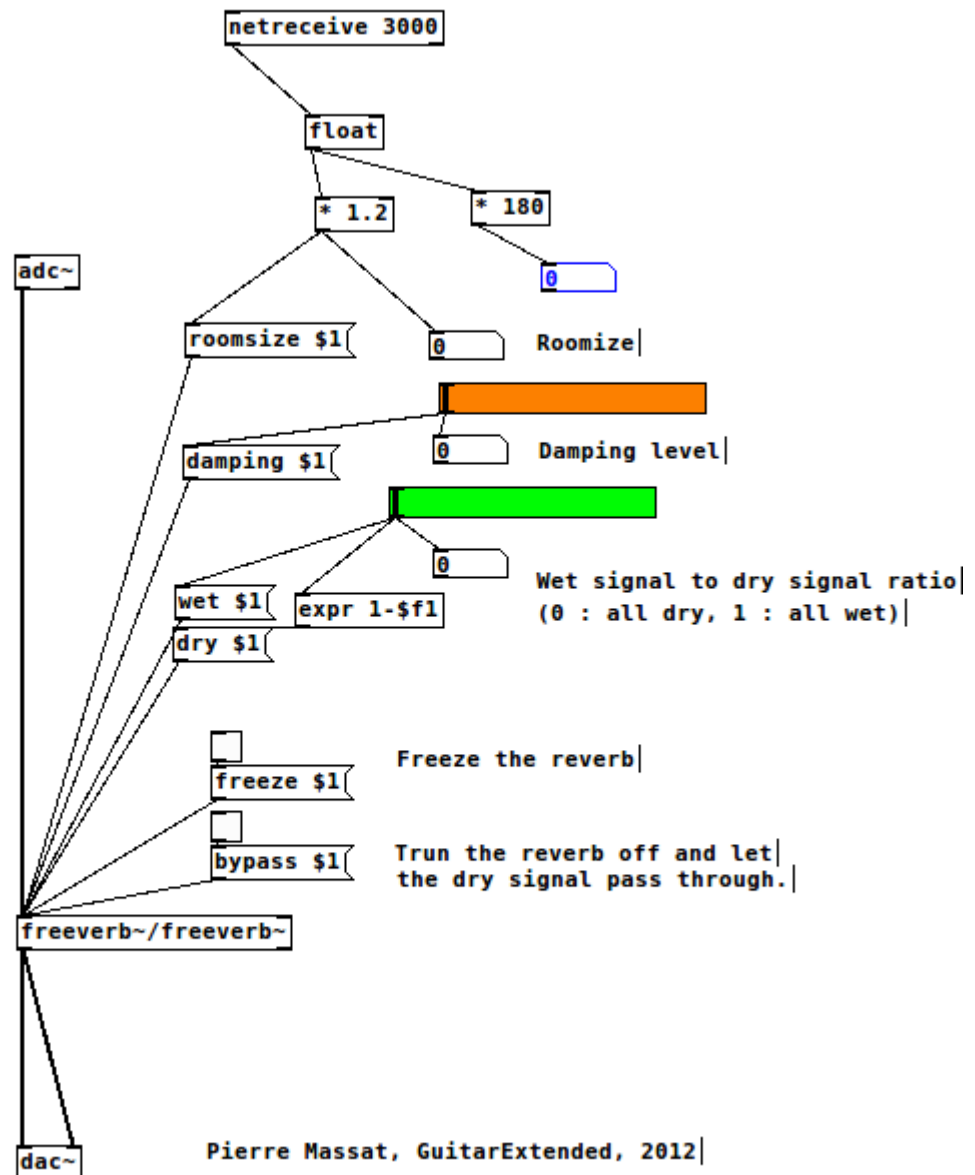 netreceive 3000
float
* 1.2
* 180
adc~
0
roomsize $1
0
Roomize
damping $1
0
Damping level
0
wet $1
expr 1-$f1
Wet signal to dry signal ratio
(0 : all dry, 1 : all wet)
dry $1
Freeze the reverb
freeze $1
bypass $1
Trun the reverb off and let
the dry signal pass through.
freeverb~/freeverb~
dac~
Pierre Massat, GuitarExtended, 2012